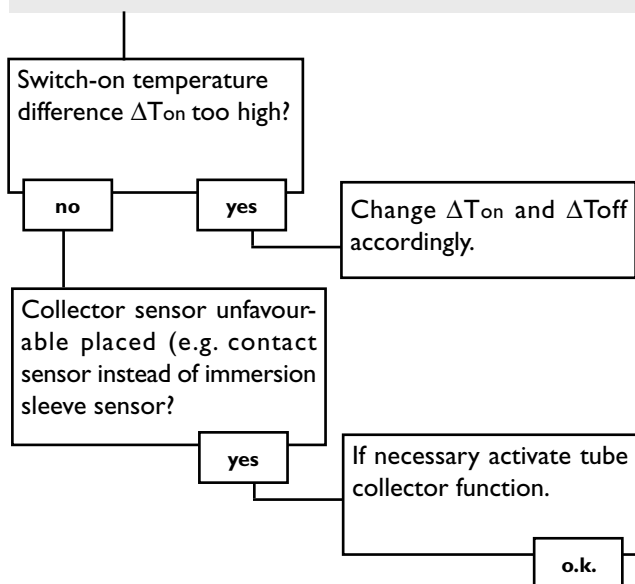 Switch-on temperature
difference ΔTon too high?
no
yes
Change ΔTon and ΔToff
accordingly.
Collector sensor unfavour-
able placed (e.g. contact
sensor instead of immersion
sleeve sensor?
yes
If necessary activate tube
collector function.
o.k.